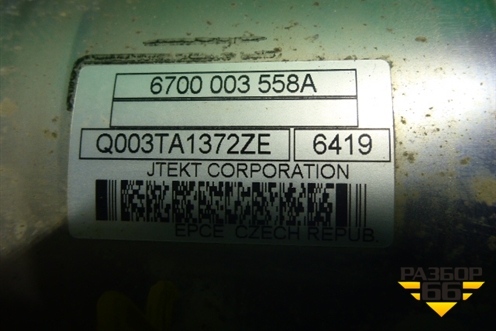 6700 003 558A
Q003TA1372ZE 6419
JTEKT CORPORATION
EPCE CZECH REPUB.
РАЗБОР
66